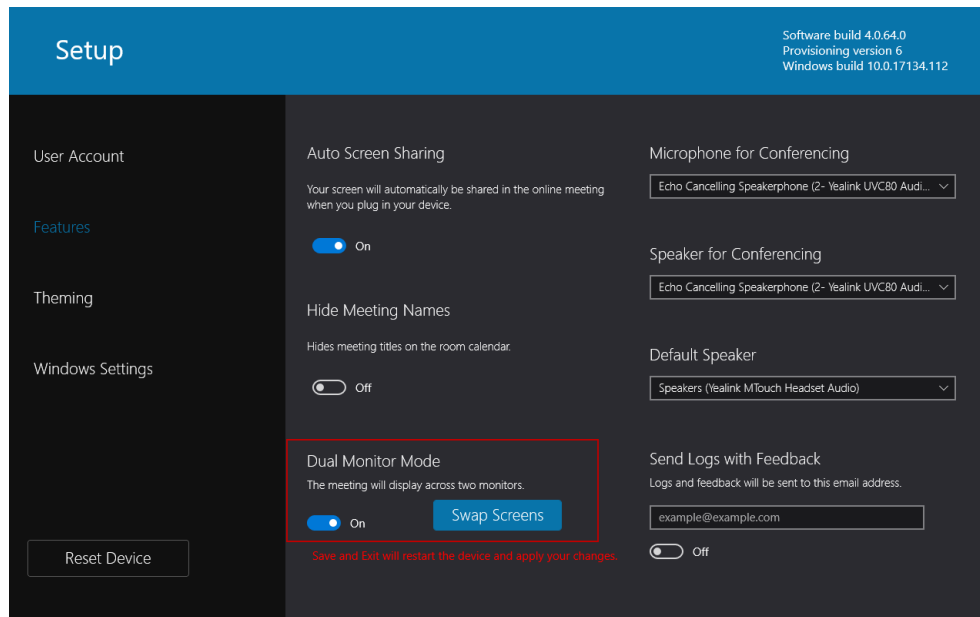 Setup
Software build 4.0.64.0
Provisioning version 6
Windows build 10.0.17134.112
User Account
Features
Theming
Windows Settings
Reset Device
Auto Screen Sharing
Your screen will automatically be shared in the online meeting
when you plug in your device.
On
Hide Meeting Names
Hides meeting titles on the room calendar.
Off
Dual Monitor Mode
The meeting will display across two monitors.
On
Swap Screens
Save and Exit will restart the device and apply your changes.
Microphone for Conferencing
Echo Cancelling Speakerphone (2- Yealink UVC80 Audi...
Speaker for Conferencing
Echo Cancelling Speakerphone (2- Yealink UVC80 Audi...
Default Speaker
Speakers (Yealink MTouch Headset Audio)
Send Logs with Feedback
Logs and feedback will be sent to this email address.
example@example.com
Off